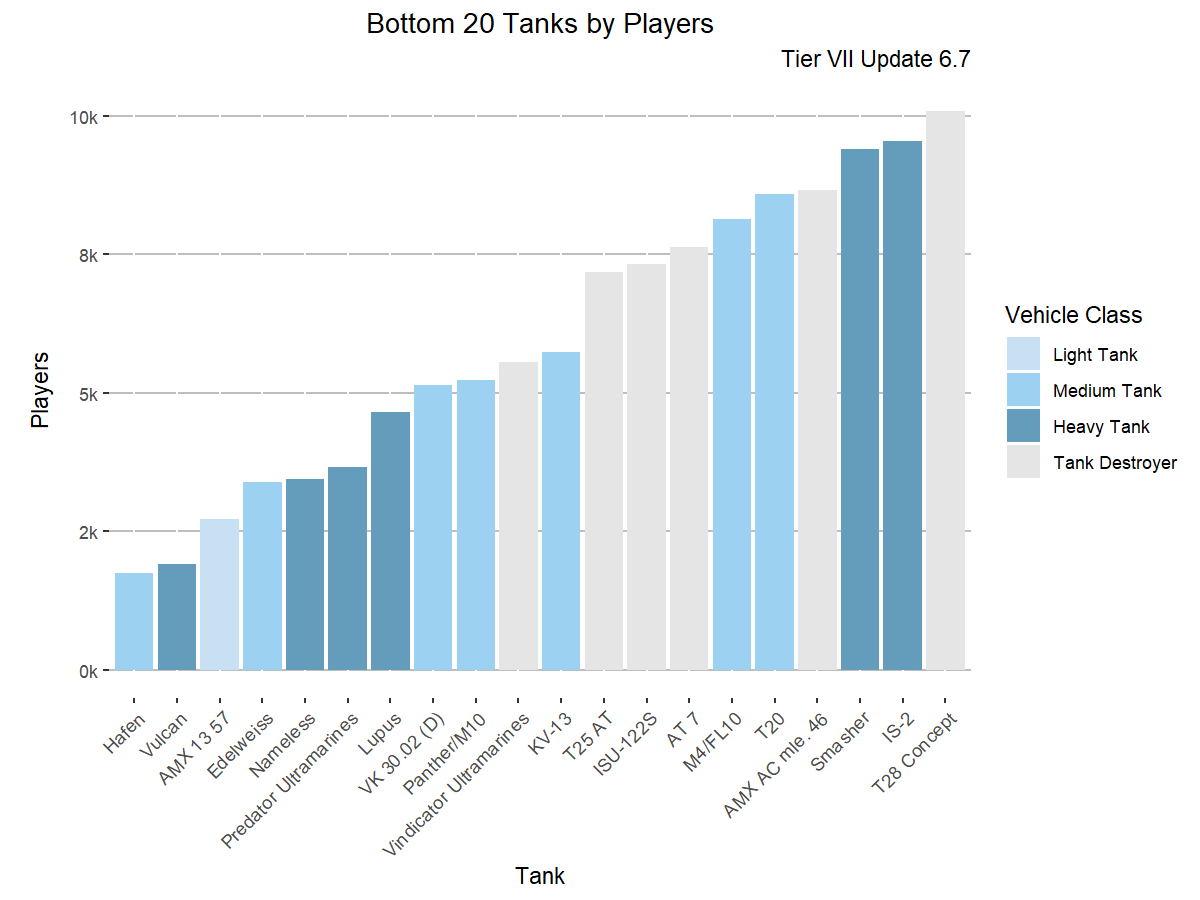 Bottom 20 Tanks by Players
Tier VII Update 6.7
10k
8k
5k
2k
0k
Players
Hafen
Vulcan
AMX 13 57
Edelweiss
Nameless
Predator Ultramarines
Lupus
VK 30.02 (D)
Panther/M10
Vindicator Ultramarines
KV-13
T25 AT
ISU-122S
AT 7
M4/FL10
T20
AMX AC mle. 46
Smasher
IS-2
T28 Concept
Tank
Vehicle Class
Light Tank
Medium Tank
Heavy Tank
Tank Destroyer